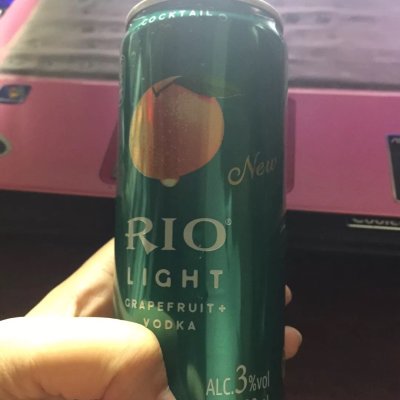 COCKTAIL
New
RIO®
LIGHT
GRAPEFRUIT+
VODKA
ALC.3%vol